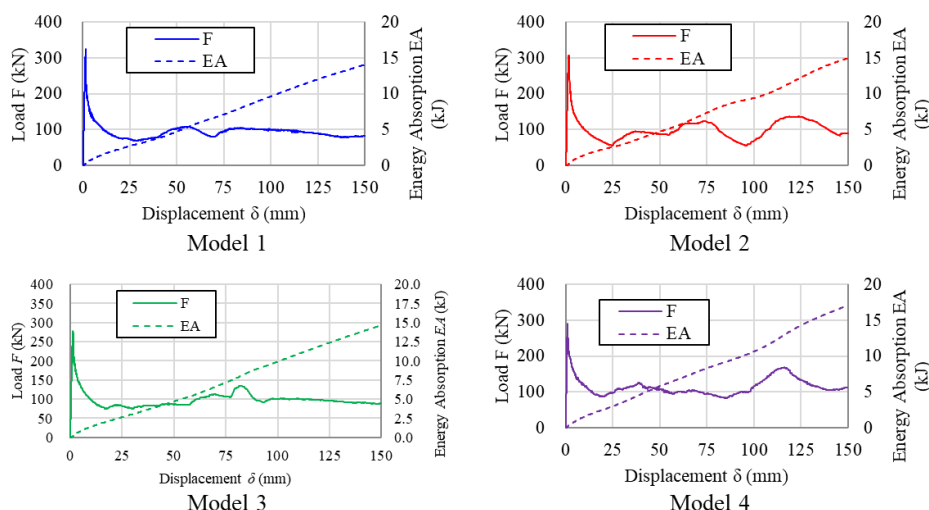 Load F (kN)
400
300
200
100
0
F
EA
20
15
10
5
0
Energy Absorption EA
(kJ)
0 25 50 75 100 125 150
Displacement δ (mm)
Model 1
Load F (kN)
400
300
200
100
0
F
EA
20
15
10
5
0
Energy Absorption EA
(kJ)
0 25 50 75 100 125 150
Displacement δ (mm)
Model 2
Load F (kN)
400
350
300
250
200
150
100
50
0
F
EA
20.0
17.5
15.0
12.5
10.0
7.5
5.0
2.5
0.0
Energy Absorption EA (kJ)
0 25 50 75 100 125 150
Displacement δ (mm)
Model 3
Load F (kN)
400
300
200
100
0
F
EA
20
15
10
5
0
Energy Absorption EA
(kJ)
0 25 50 75 100 125 150
Displacement δ (mm)
Model 4